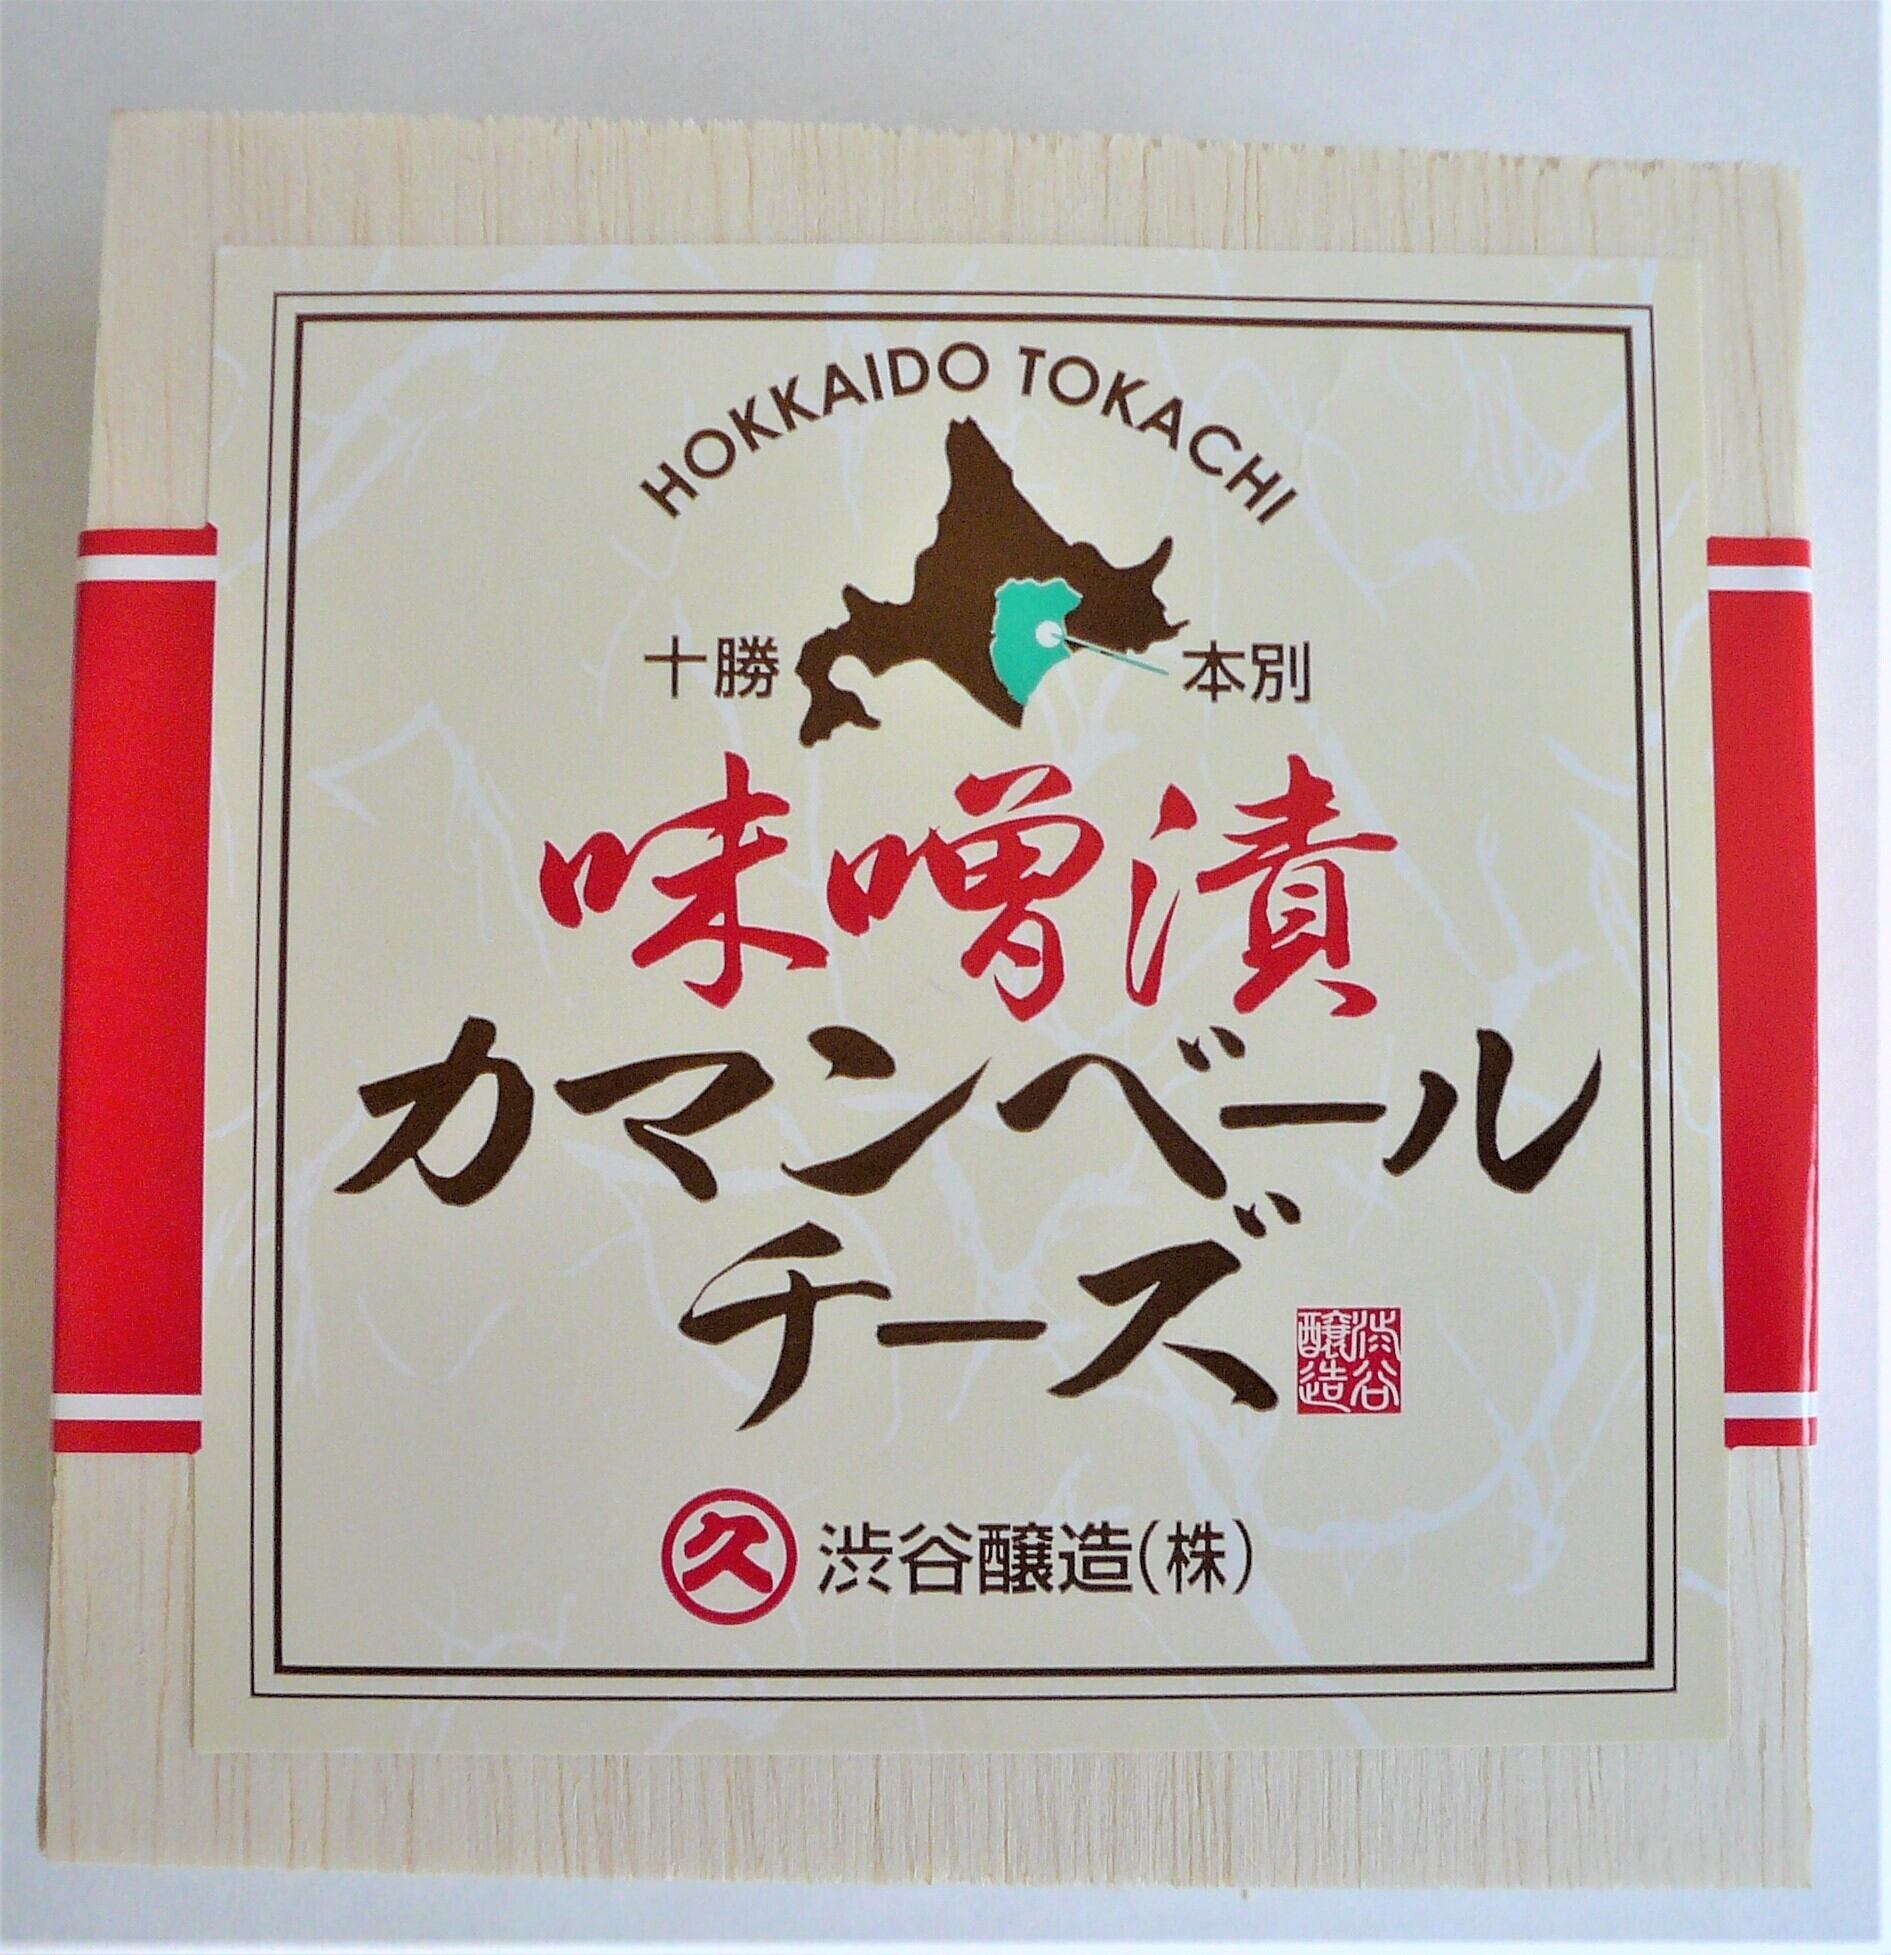 HOKKAIDO TOKACHI
十勝 本別
味噌漬
カマンベール
チーズ
渋谷
醸造
久 渋谷醸造(株)